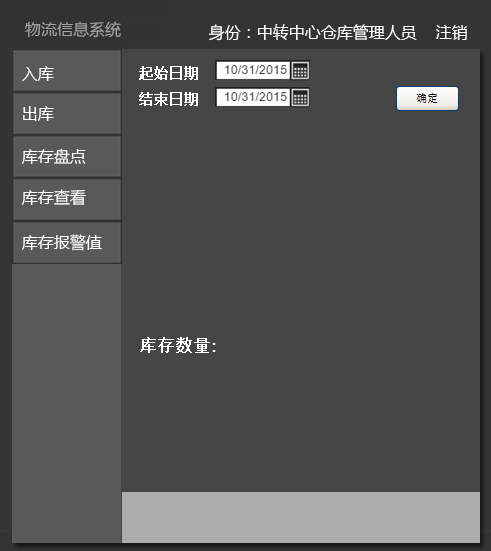 物流信息系统
身份：中转中心仓库管理人员 注销
入库
出库
库存盘点
库存查看
库存报警值
起始日期 10/31/2015
结束日期 10/31/2015
确定
库存数量: